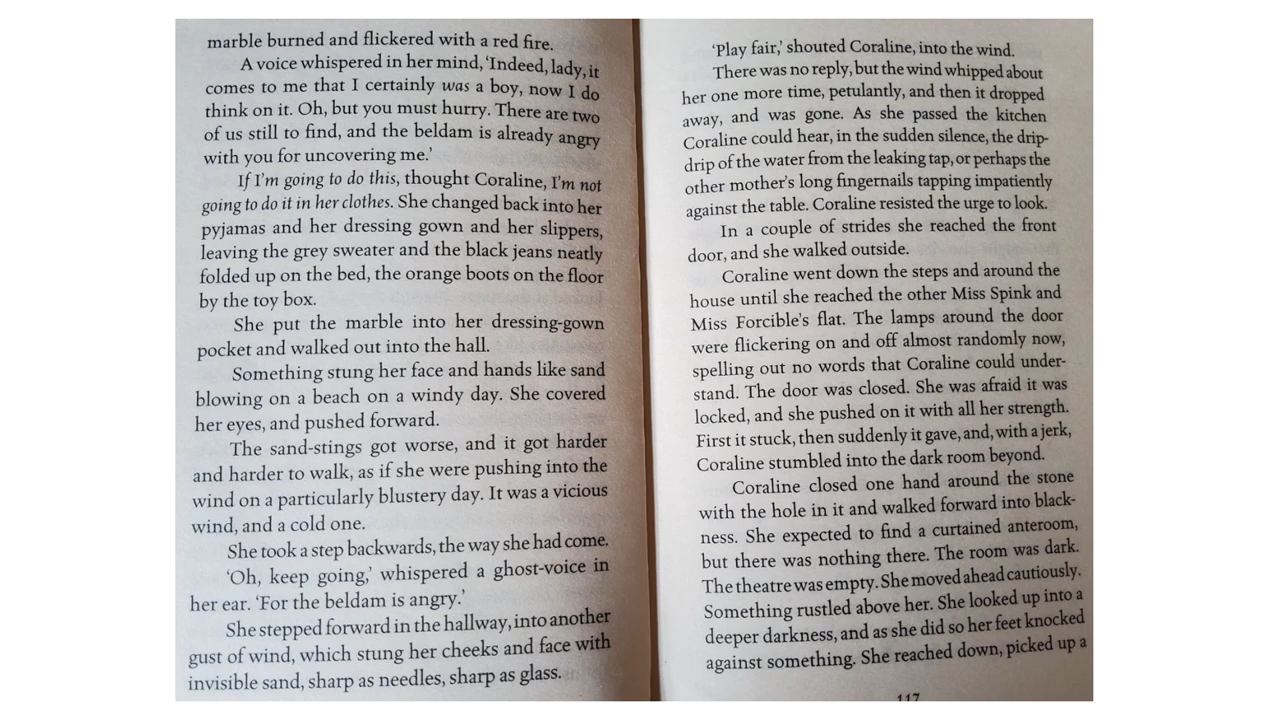 marble burned and flickered with a red fire.
A voice whispered in her mind, ‘Indeed, lady, it
comes to me that I certainly was a boy, now I do
think on it. Oh, but you must hurry. There are two
of us still to find, and the beldam is already angry
with you for uncovering me.’
If I’m going to do this, thought Coraline, I’m not
going to do it in her clothes. She changed back into her
pyjamas and her dressing gown and her slippers,
leaving the grey sweater and the black jeans neatly
folded up on the bed, the orange boots on the floor
by the toy box.
She put the marble into her dressing-gown
pocket and walked out into the hall.
Something stung her face and hands like sand
blowing on a beach on a windy day. She covered
her eyes, and pushed forward.
The sand-stings got worse, and it got harder
and harder to walk, as if she were pushing into the
wind on a particularly blustery day. It was a vicious
wind, and a cold one.
She took a step backwards, the way she had come.
‘Oh, keep going,’ whispered a ghost-voice in
her ear. ‘For the beldam is angry.’
She stepped forward in the hallway, into another
gust of wind, which stung her cheeks and face with
invisible sand, sharp as needles, sharp as glass.
‘Play fair,’ shouted Coraline, into the wind.
There was no reply, but the wind whipped about
her one more time, petulantly, and then it dropped
away, and was gone. As she passed the kitchen
Coraline could hear, in the sudden silence, the drip-
drip of the water from the leaking tap, or perhaps the
other mother’s long fingernails tapping impatiently
against the table. Coraline resisted the urge to look.
In a couple of strides she reached the front
door, and she walked outside.
Coraline went down the steps and around the
house until she reached the other Miss Spink and
Miss Forcible’s flat. The lamps around the door
were flickering on and off almost randomly now,
spelling out no words that Coraline could under-
stand. The door was closed. She was afraid it was
locked, and she pushed on it with all her strength.
First it stuck, then suddenly it gave, and, with a jerk,
Coraline stumbled into the dark room beyond.
Coraline closed one hand around the stone
with the hole in it and walked forward into black-
ness. She expected to find a curtained anteroom,
but there was nothing there. The room was dark.
The theatre was empty. She moved ahead cautiously.
Something rustled above her. She looked up into a
deeper darkness, and as she did so her feet knocked
against something. She reached down, picked up a
117